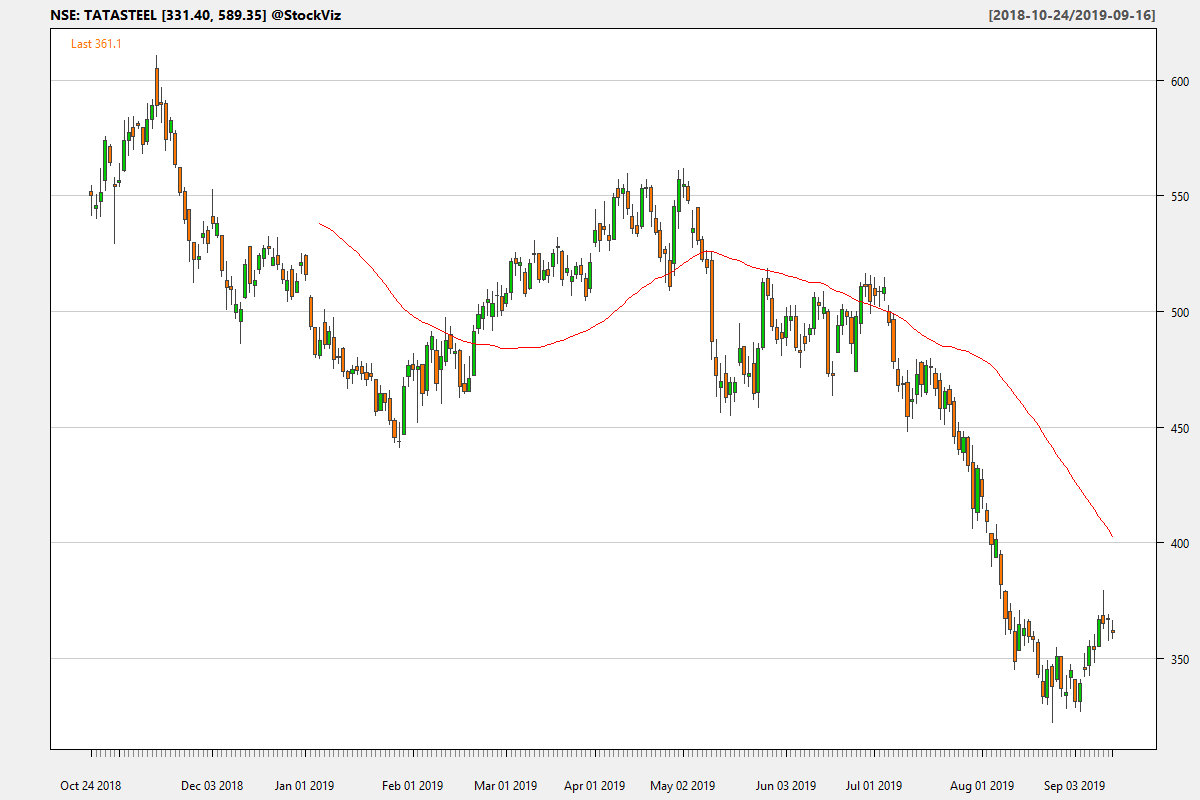 NSE: TATASTEEL [331.40, 589.35] @StockViz [2018-10-24/2019-09-16]
Last 361.1
600
550
500
450
400
350
Oct 24 2018 Dec 03 2018 Jan 01 2019 Feb 01 2019 Mar 01 2019 Apr 01 2019 May 02 2019 Jun 03 2019 Jul 01 2019 Aug 01 2019 Sep 03 2019